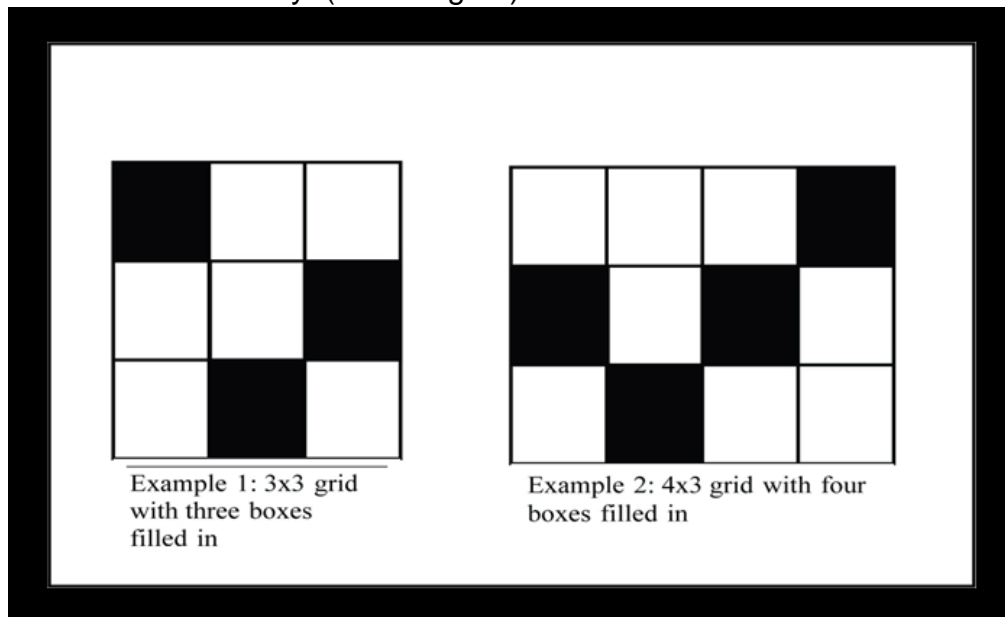 Example 1: 3x3 grid
with three boxes
filled in
Example 2: 4x3 grid with four
boxes filled in